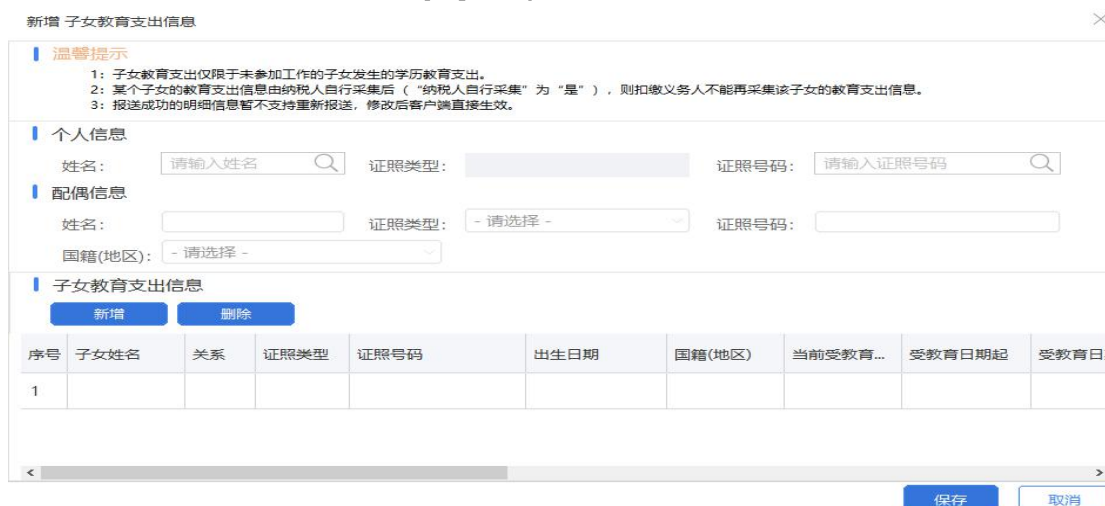 新增 子女教育支出信息
温馨提示
1：子女教育支出仅限于未参加工作的子女发生的学历教育支出。
2：某个子女的教育支出信息由纳税人自行采集后（“纳税人自行采集”为“是”），则扣缴义务人不能再采集该子女的教育支出信息。
3：报送成功的明细信息暂不支持重新报送，修改后客户端直接生效。
个人信息
姓名： 请输入姓名 证照类型： 证照号码： 请输入证照号码
配偶信息
姓名： 证照类型： - 请选择 - 证照号码：
国籍(地区)： - 请选择 -
子女教育支出信息
新增 删除
序号 子女姓名 关系 证照类型 证照号码 出生日期 国籍(地区) 当前受教育... 受教育日期起 受教育日
1
保存 取消